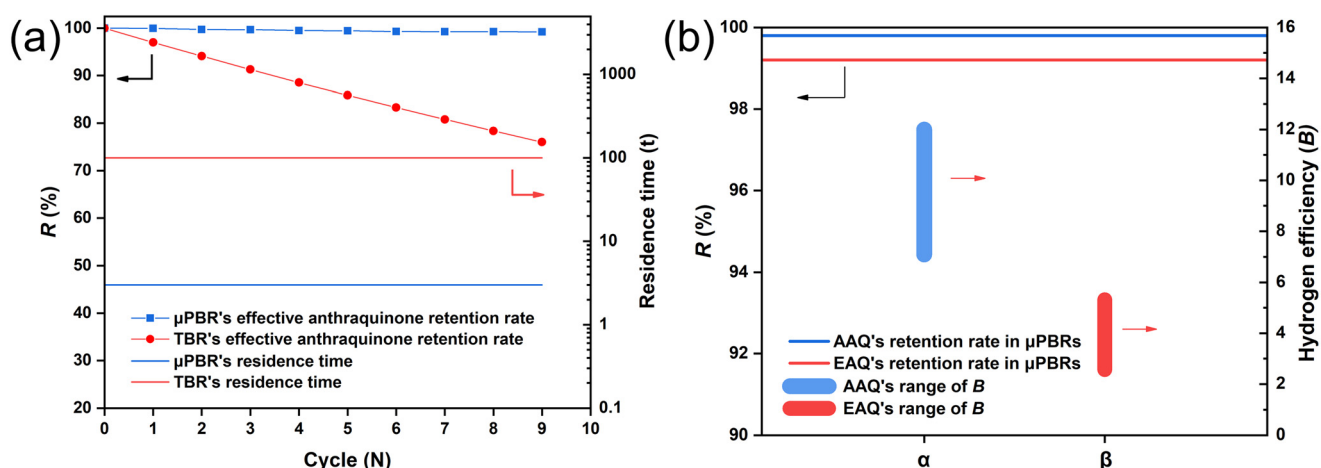 (a)
100
90
80
70
60
50
40
30
20
R (%)
0 1 2 3 4 5 6 7 8 9 10
Cycle (N)
1000
100
10
1
0.1
Residence time (t)
µPBR's effective anthraquinone retention rate
TBR's effective anthraquinone retention rate
µPBR's residence time
TBR's residence time
(b)
100
98
96
94
92
90
R (%)
α β
16
14
12
10
8
6
4
2
0
Hydrogen efficiency (B)
AAQ's retention rate in µPBRs
EAQ's retention rate in µPBRs
AAQ's range of B
EAQ's range of B